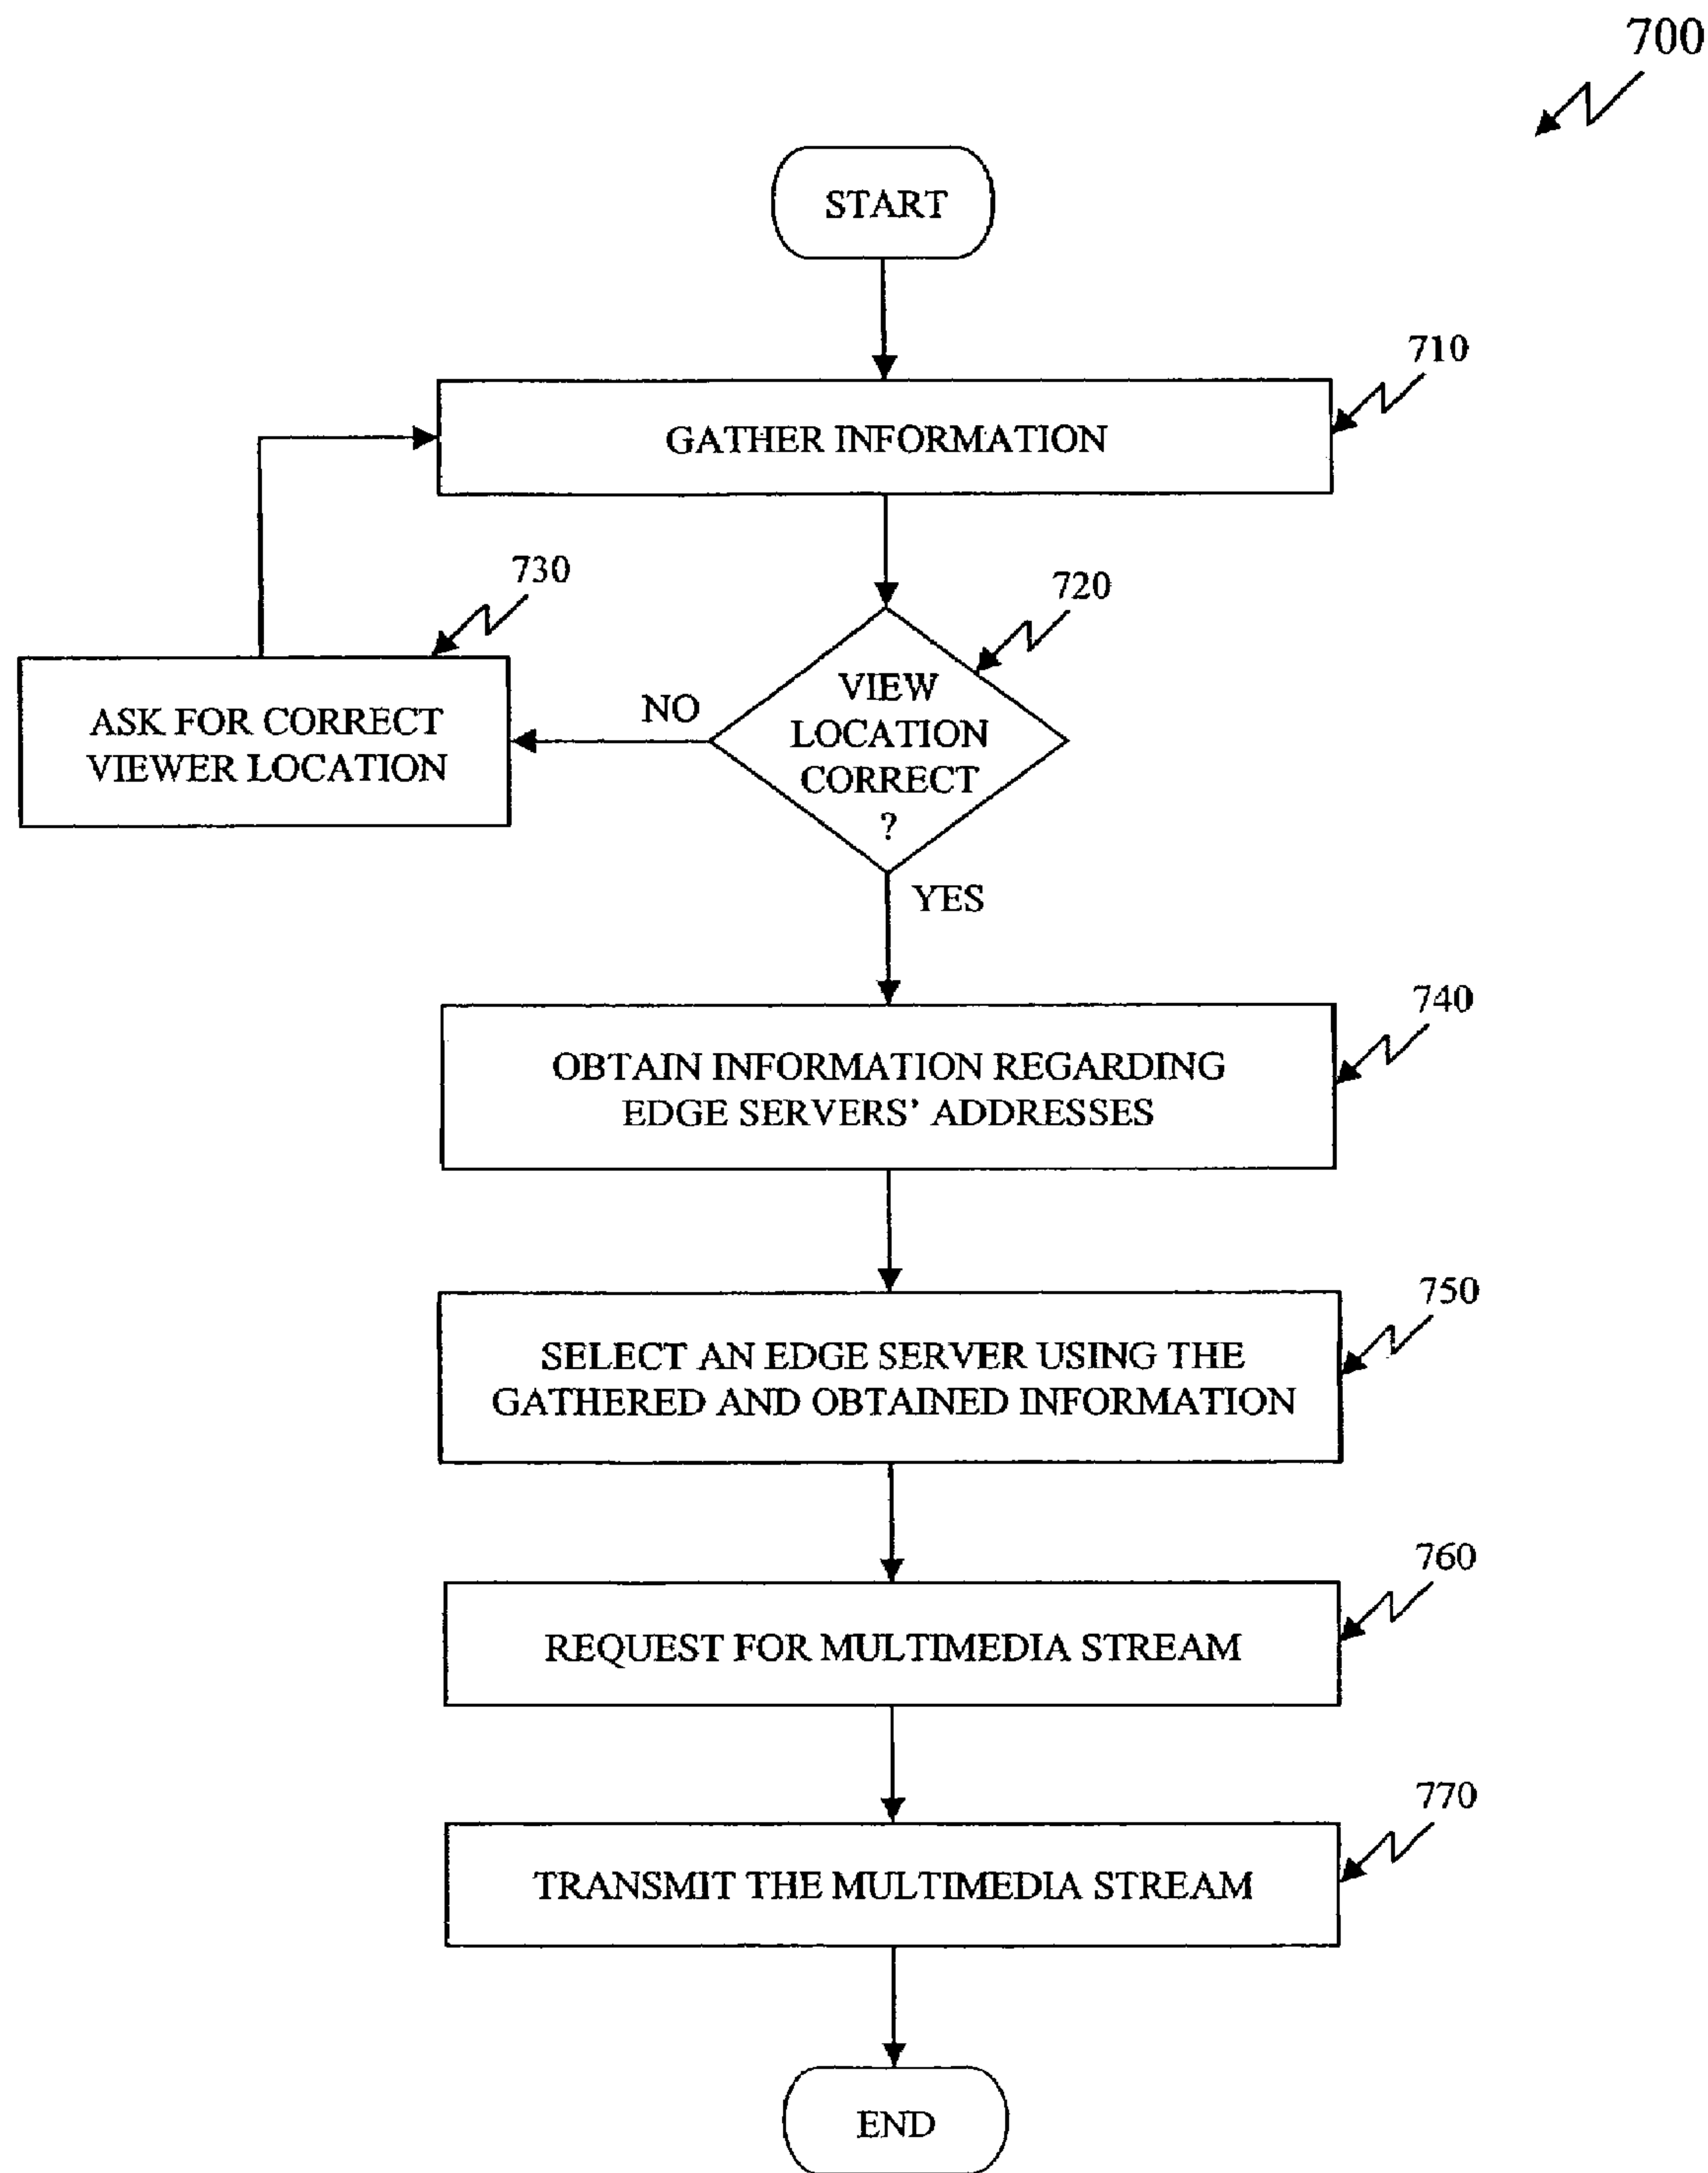 700
START
710
GATHER INFORMATION
730
720
ASK FOR CORRECT
VIEWER LOCATION
NO
VIEW
LOCATION
CORRECT
?
YES
740
OBTAIN INFORMATION REGARDING
EDGE SERVERS’ ADDRESSES
750
SELECT AN EDGE SERVER USING THE
GATHERED AND OBTAINED INFORMATION
760
REQUEST FOR MULTIMEDIA STREAM
770
TRANSMIT THE MULTIMEDIA STREAM
END